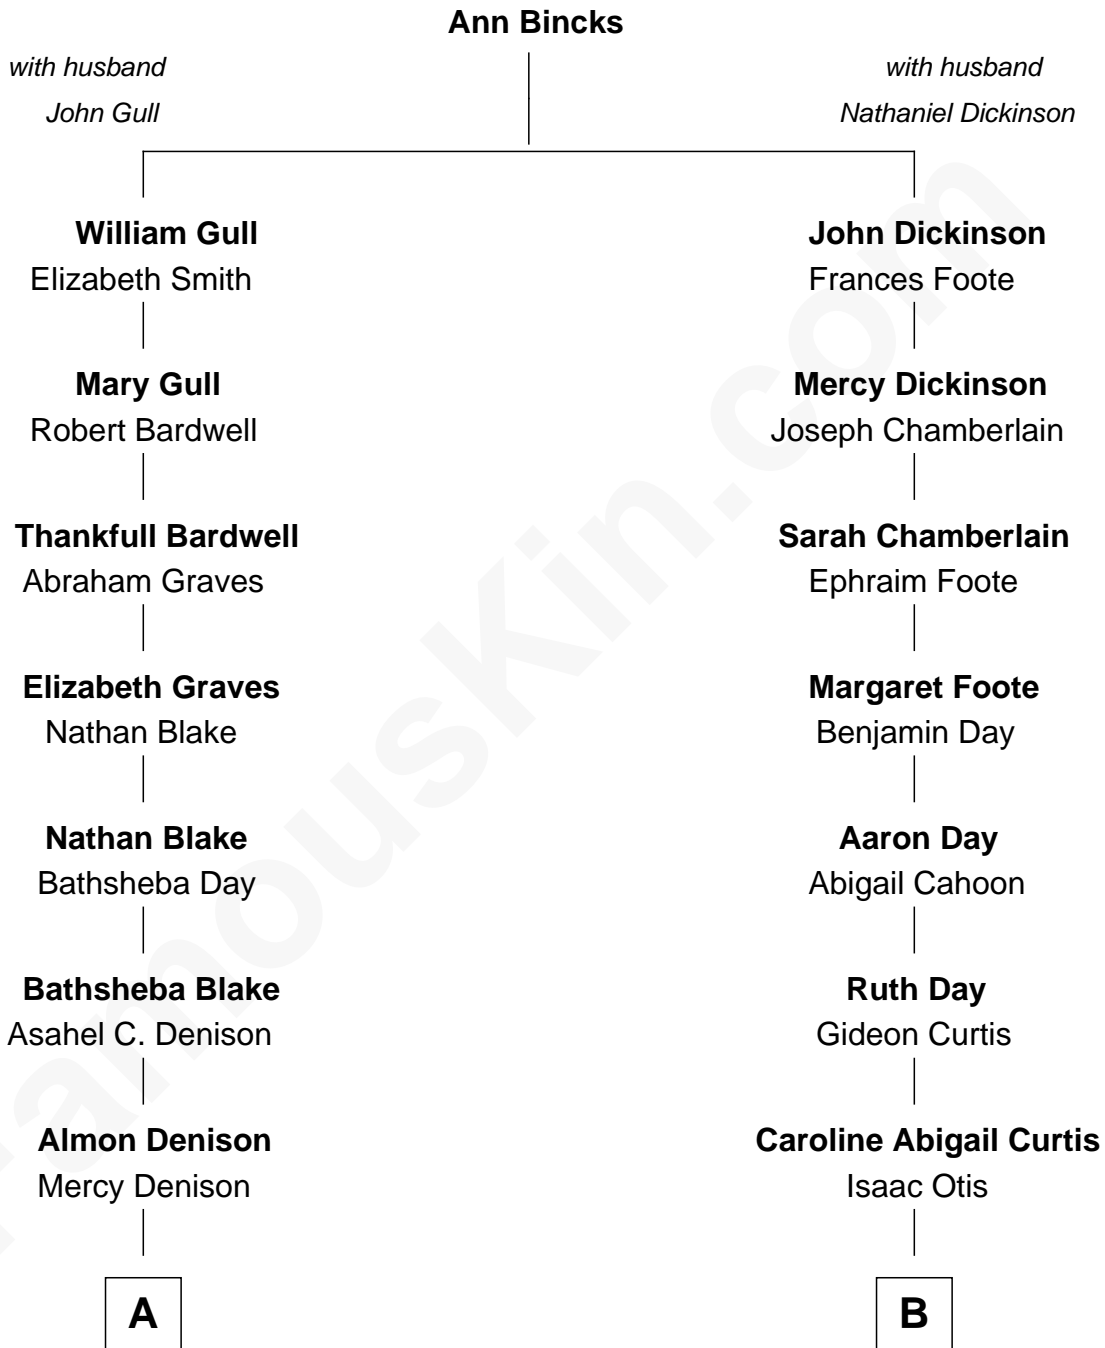 Ann Bincks
with husband
John Gull
with husband
Nathaniel Dickinson
William Gull
Elizabeth Smith
John Dickinson
Frances Foote
Mary Gull
Robert Bardwell
Mercy Dickinson
Joseph Chamberlain
Thankfull Bardwell
Abraham Graves
Sarah Chamberlain
Ephraim Foote
Elizabeth Graves
Nathan Blake
Margaret Foote
Benjamin Day
Nathan Blake
Bathsheba Day
Aaron Day
Abigail Cahoon
Bathsheba Blake
Asahel C. Denison
Ruth Day
Gideon Curtis
Almon Denison
Mercy Denison
Caroline Abigail Curtis
Isaac Otis
A
B
FamousKin.com